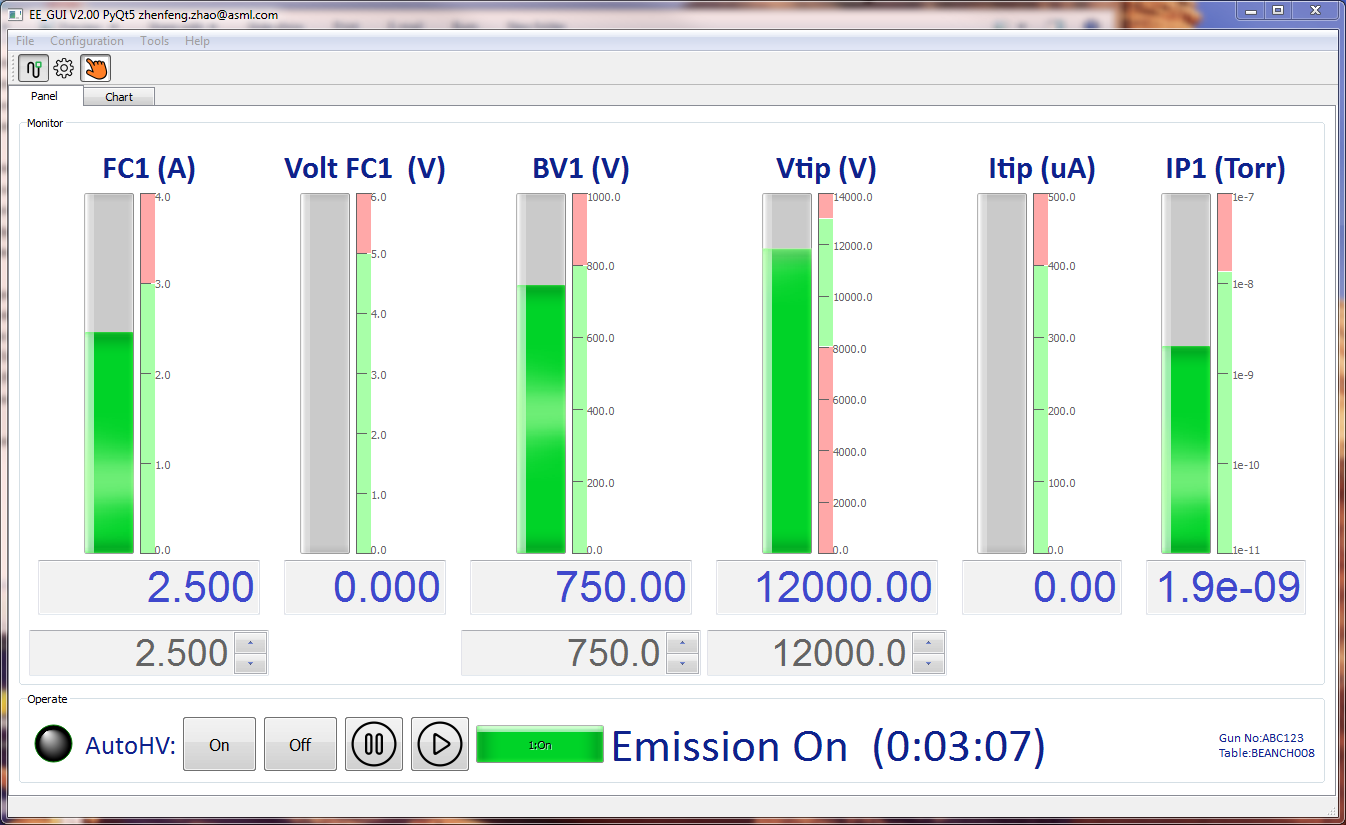 EE_GUI V2.00 PyQt5 zhenfeng.zhao@asml.com
File Configuration Tools Help
Panel Chart
Monitor
FC1 (A) Volt FC1 (V) BV1 (V) Vtip (V) Itip (uA) IP1 (Torr)
4.0
3.0
2.0
1.0
0.0
6.0
5.0
4.0
3.0
2.0
1.0
0.0
1000.0
800.0
600.0
400.0
200.0
0.0
14000.0
12000.0
10000.0
8000.0
6000.0
4000.0
2000.0
0.0
500.0
400.0
300.0
200.0
100.0
0.0
1e-7
1e-8
1e-9
1e-10
1e-11
2.500 0.000 750.00 12000.00 0.00 1.9e-09
2.500 750.0 12000.0
Operate
AutoHV: On Off 1:On Emission On (0:03:07)
Gun No:ABC123
Table:BEANCH008